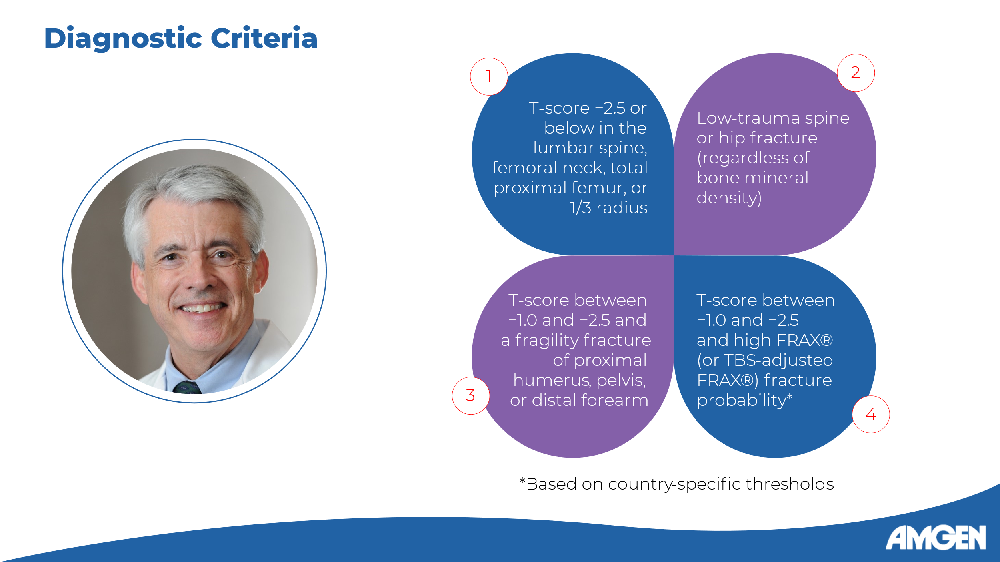 Diagnostic Criteria
1
T-score −2.5 or
below in the
lumbar spine,
femoral neck, total
proximal femur, or
1/3 radius
2
Low-trauma spine
or hip fracture
(regardless of
bone mineral
density)
3
T-score between
−1.0 and −2.5 and
a fragility fracture
of proximal
humerus, pelvis,
or distal forearm
4
T-score between
−1.0 and −2.5
and high FRAX®
(or TBS-adjusted
FRAX®) fracture
probability*
*Based on country-specific thresholds
AMGEN